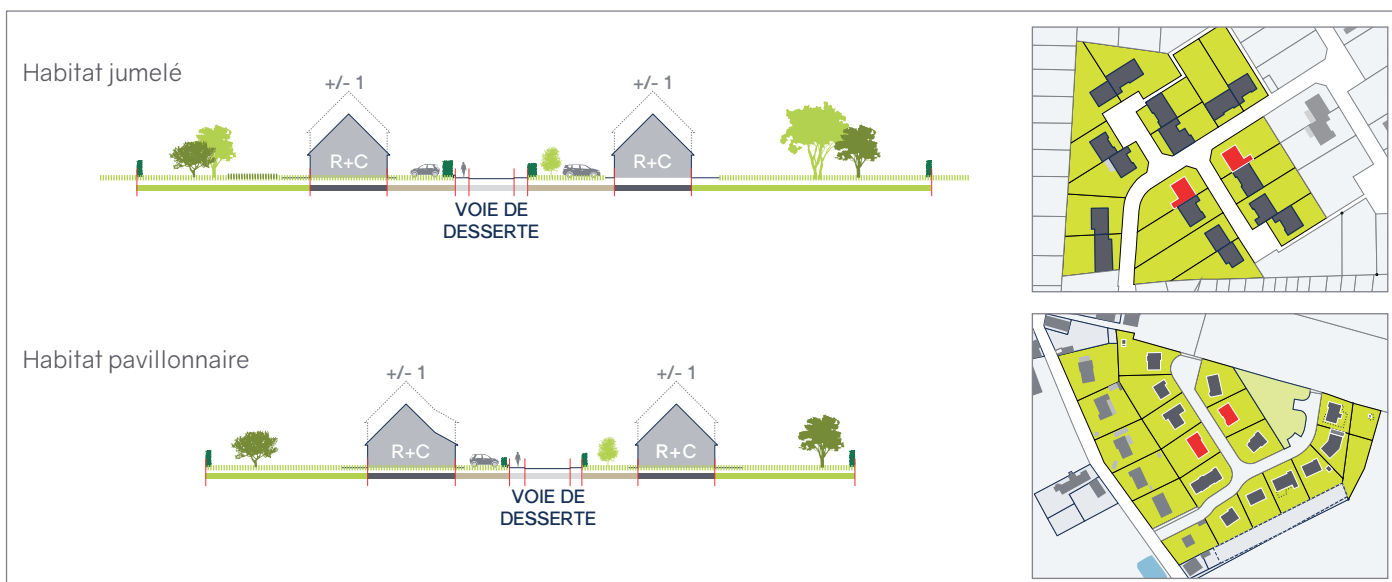 Habitat jumelé
+/- 1
+/- 1
R+C
R+C
VOIE DE
DESSERTE
Habitat pavillonnaire
+/- 1
+/- 1
R+C
R+C
VOIE DE
DESSERTE